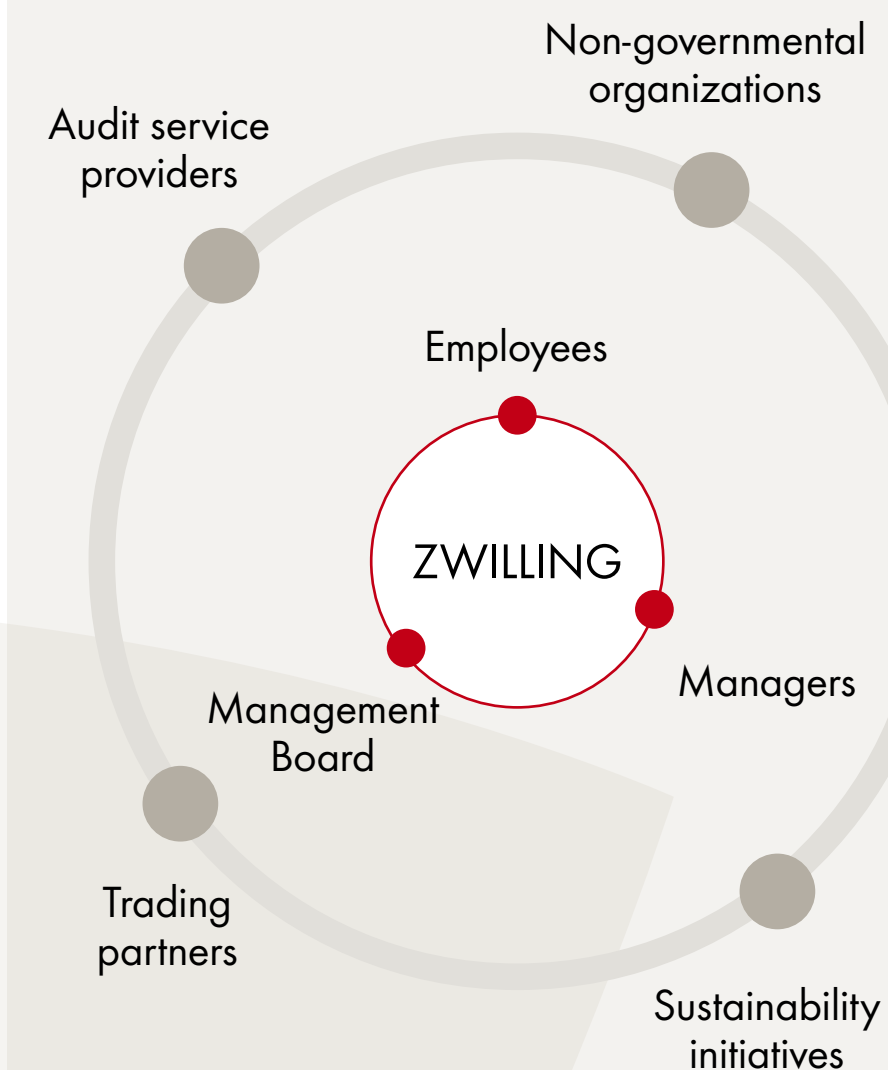 Non-governmental
organizations
Audit service
providers
Employees
ZWILLING
Managers
Management
Board
Trading
partners
Sustainability
initiatives